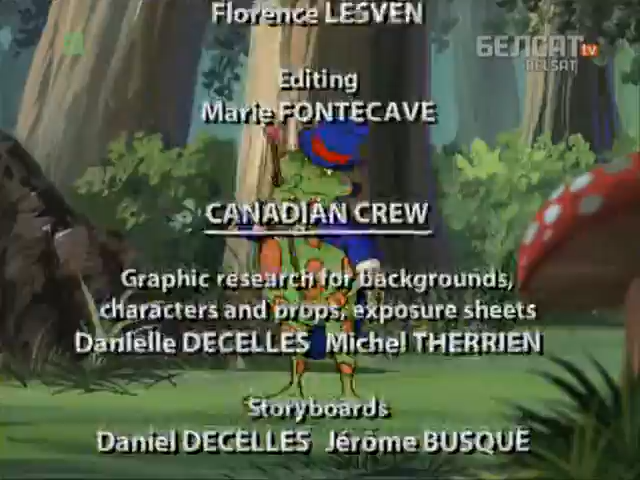 Florence LESVEN
БЕЛСАТ tv
BELSAT
Editing
Marie FONTECAVE
CANADIAN CREW
Graphic research for backgrounds,
characters and props, exposure sheets
Danielle DECELLES Michel THERRIEN
Storyboards
Daniel DECELLES Jérôme BUSQUE